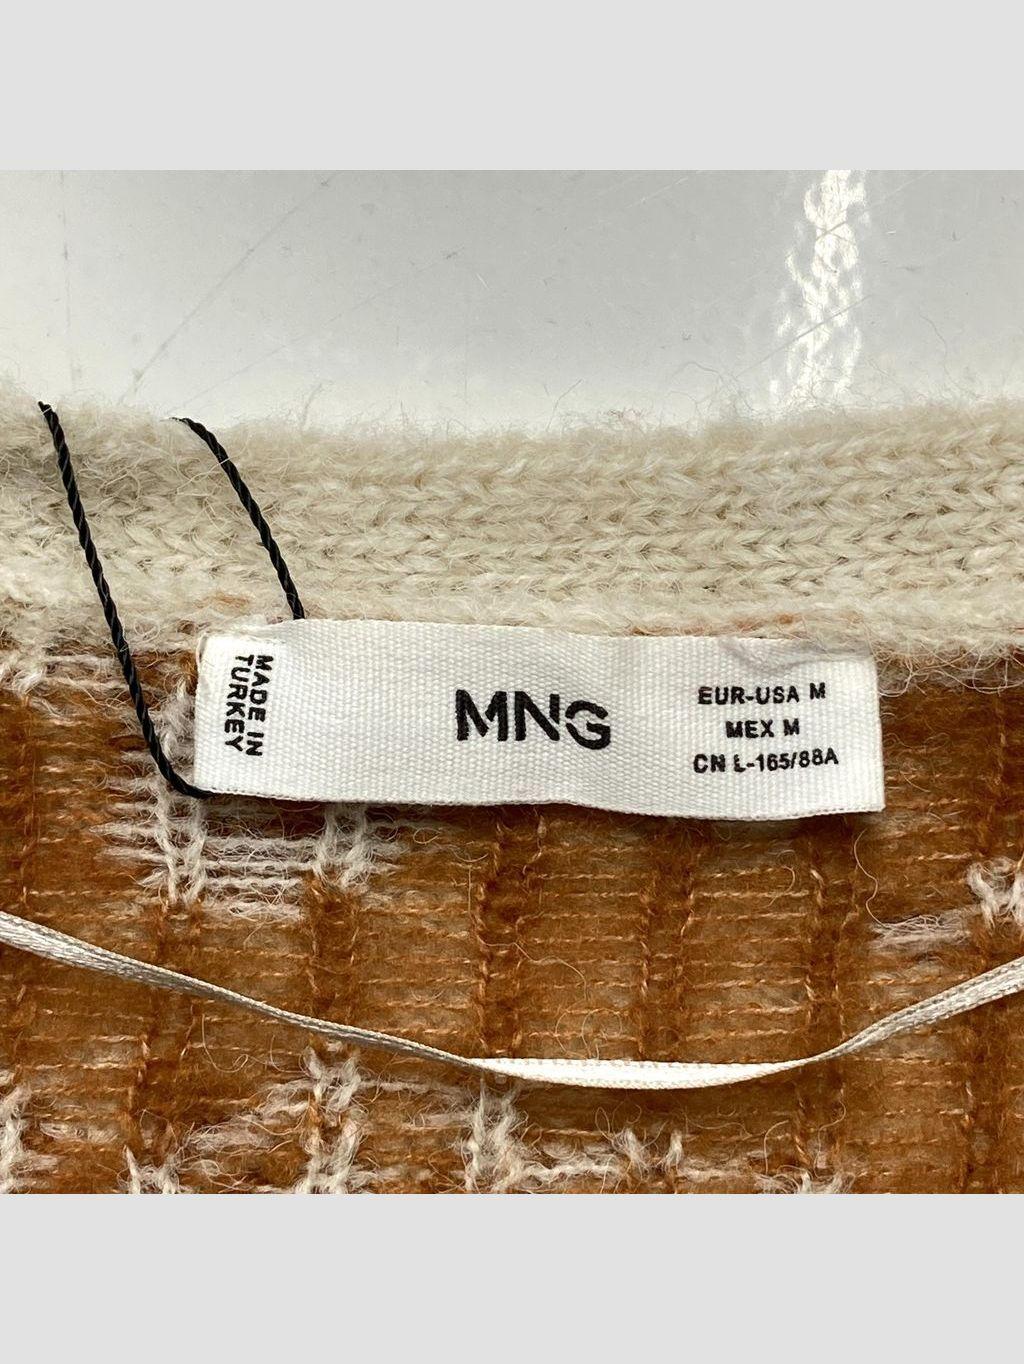 MADE IN
TURKEY
MNG
EUR-USA M
MEX M
CN L-165/88A